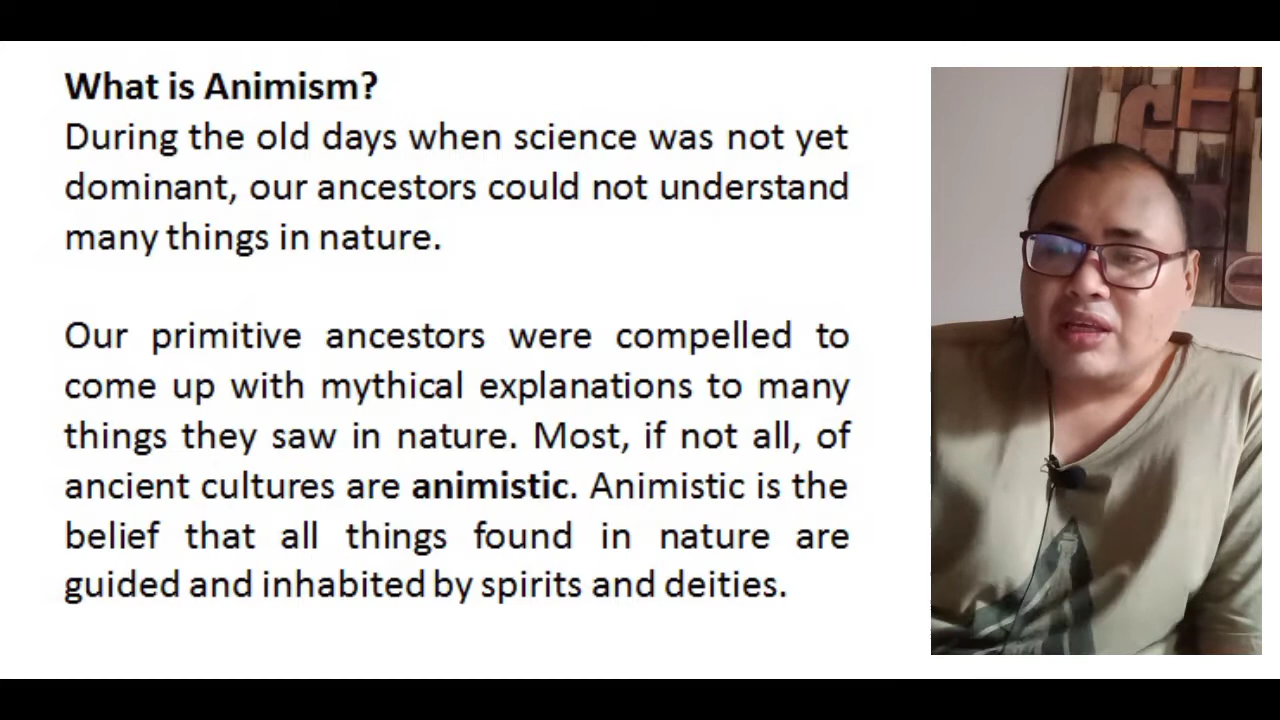 What is Animism?
During the old days when science was not yet
dominant, our ancestors could not understand
many things in nature.
Our primitive ancestors were compelled to
come up with mythical explanations to many
things they saw in nature. Most, if not all, of
ancient cultures are animistic. Animistic is the
belief that all things found in nature are
guided and inhabited by spirits and deities.